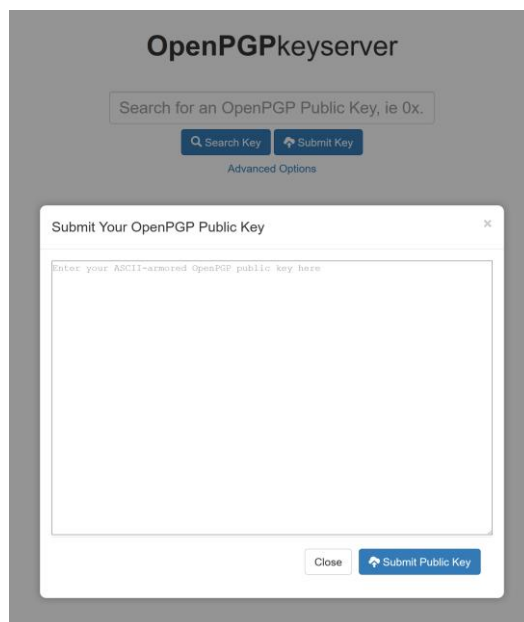 OpenPGPkeyserver
Search for an OpenPGP Public Key, ie 0x.
Search Key
Submit Key
Advanced Options
Submit Your OpenPGP Public Key
×
Enter your ASCII-armored OpenPGP public key here
Close
Submit Public Key